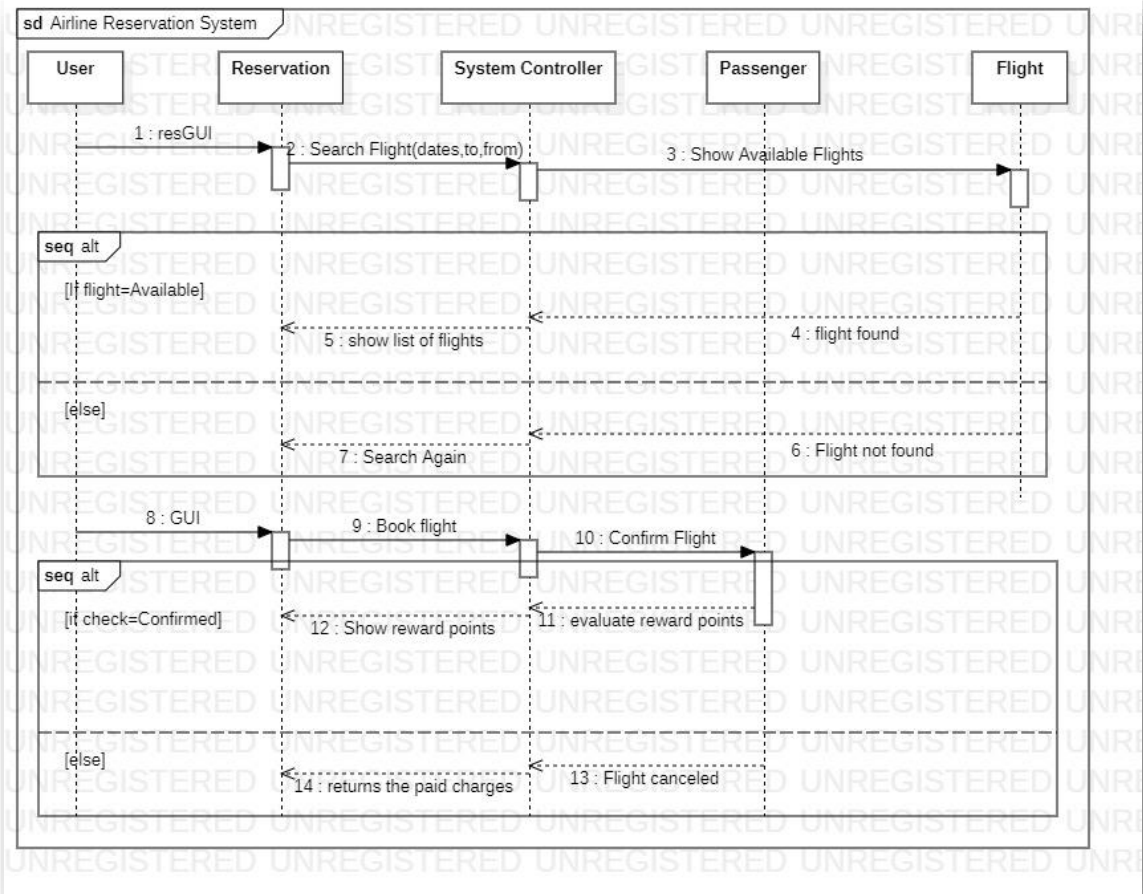 sd Airline Reservation System
User
Reservation
System Controller
Passenger
Flight
1 : resGUI
2 : Search Flight(dates,to,from)
3 : Show Available Flights
seq alt
[If flight=Available]
4 : flight found
5 : show list of flights
[else]
6 : Flight not found
7 : Search Again
8 : GUI
9 : Book flight
10 : Confirm Flight
seq alt
[if check=Confirmed]
11 : evaluate reward points
12 : Show reward points
[else]
13 : Flight canceled
14 : returns the paid charges
UNREGISTERED